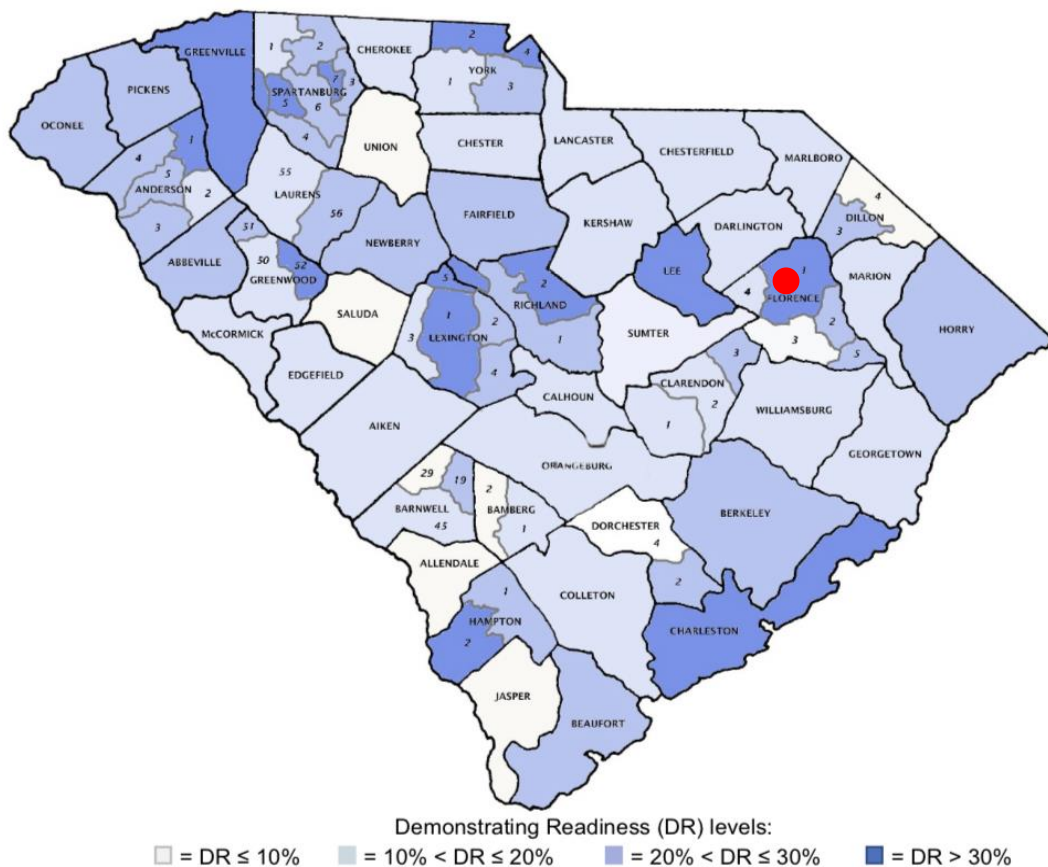 GREENVILLE
1
2
CHEROKEE
2
4
YORK
1
3
SPARTANBURG
7
3
5
6
4
PICKENS
OCONEE
1
4
5
ANDERSON
2
3
UNION
CHESTER
LANCASTER
CHESTERFIELD
MARLBORO
55
LAURENS
56
4
DILLON
3
FAIRFIELD
KERSHAW
DARLINGTON
NEWBERRY
51
ABBEVILLE
50
52
GREENWOOD
LEE
1
4
FLORENCE
MARION
5
2
RICHLAND
1
SALUDA
1
LEXINGTON
2
3
4
McCORMICK
SUMTER
2
3
5
HORRY
EDGEFIELD
CALHOUN
3
CLARENDON
2
1
WILLIAMSBURG
AIKEN
GEORGETOWN
ORANGEBURG
29
19
BARNWELL
45
2
BAMBERG
1
DORCHESTER
4
BERKELEY
ALLENDALE
2
COLLETON
1
HAMPTON
2
CHARLESTON
JASPER
BEAUFORT
Demonstrating Readiness (DR) levels:
= DR ≤ 10% = 10% < DR ≤ 20% = 20% < DR ≤ 30% = DR > 30%